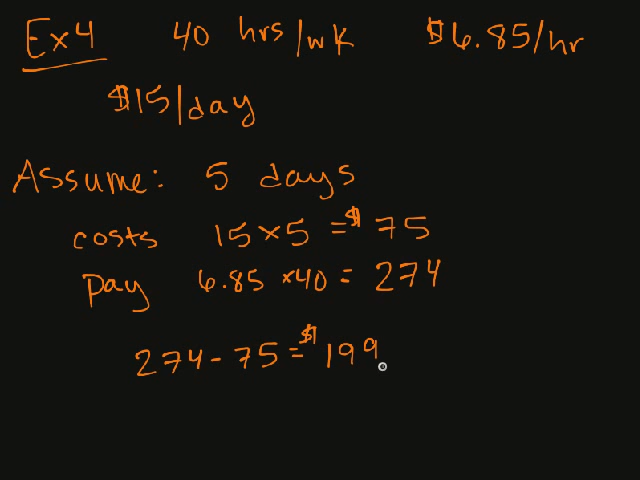 Ex4 40 hrs/wk $6.85/hr
$15/day
Assume: 5 days
costs 15×5 = $75
pay 6.85 ×40 = 274
274 - 75 = $199